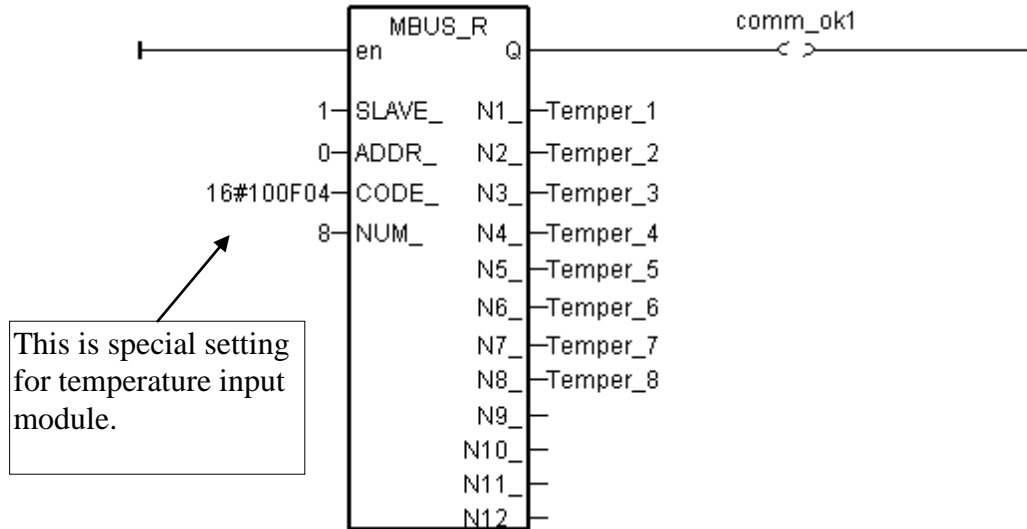 MBUS_R comm_ok1
en Q
1 SLAVE_ N1_ Temper_1
0 ADDR_ N2_ Temper_2
16#100F04 CODE_ N3_ Temper_3
8 NUM_ N4_ Temper_4
N5_ Temper_5
N6_ Temper_6
N7_ Temper_7
N8_ Temper_8
N9_
N10_
N11_
N12_
This is special setting
for temperature input
module.